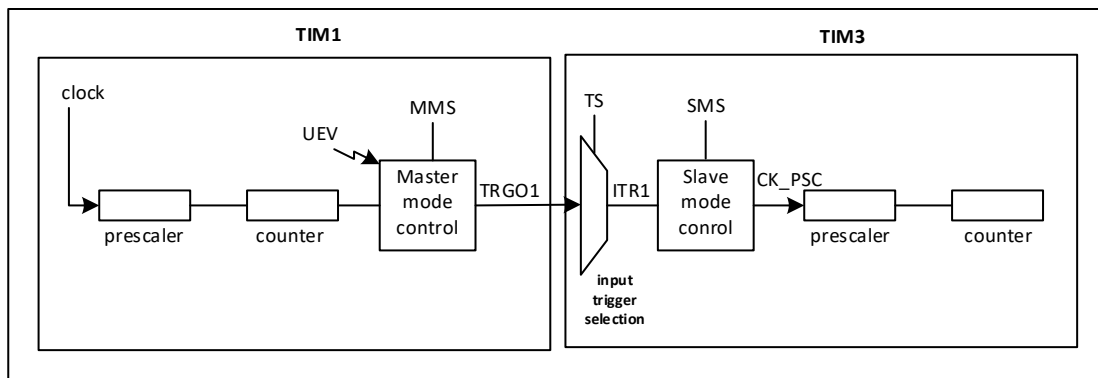 TIM1
TIM3
clock
MMS
UEV
TS
SMS
Master
mode
control
TRGO1
ITR1
Slave
mode
conrol
CK_PSC
prescaler
counter
prescaler
counter
input
trigger
selection